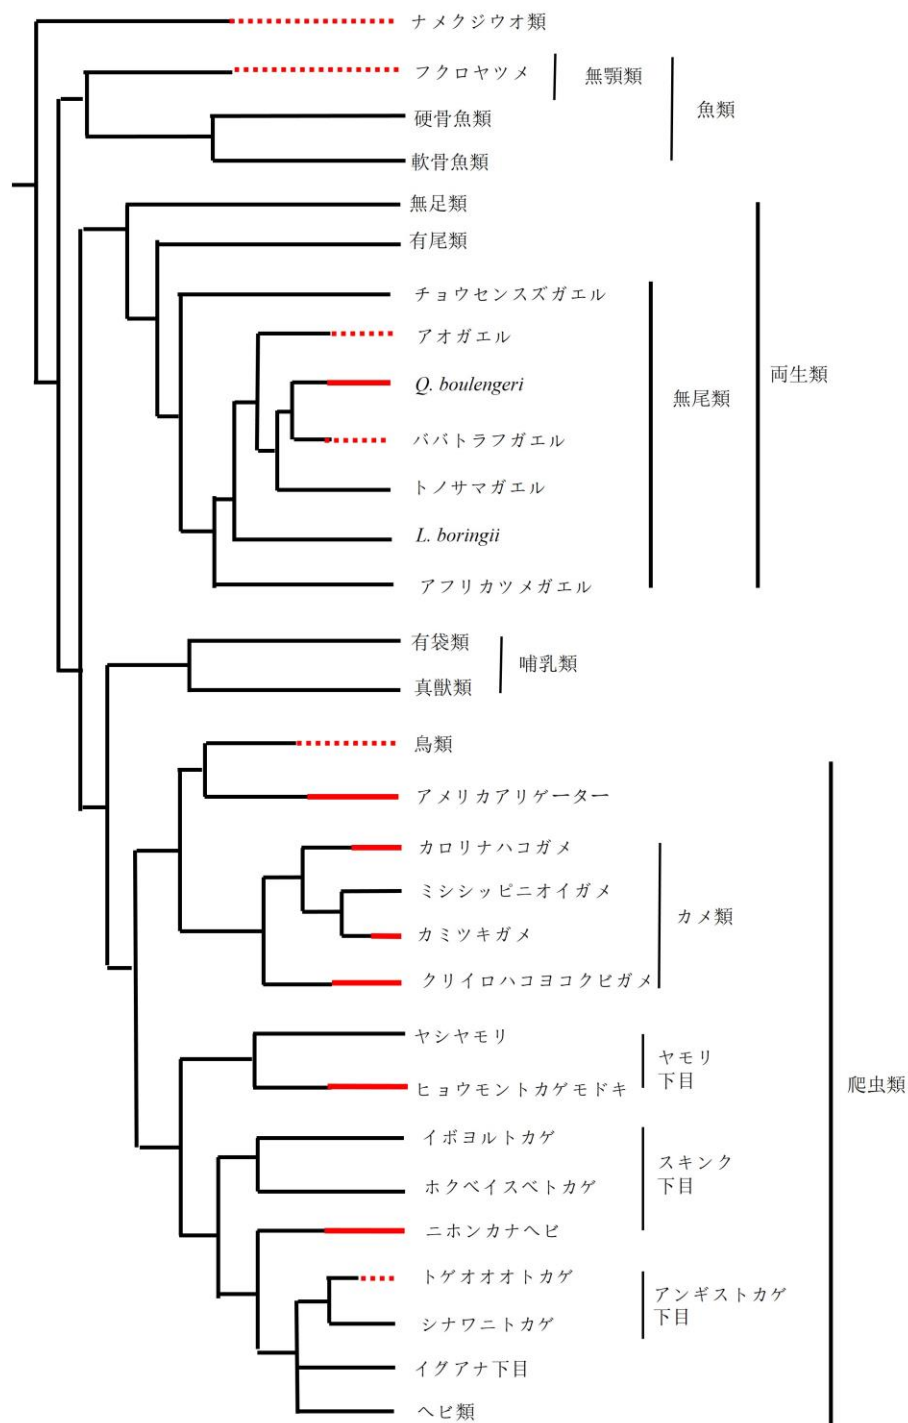 ナメクジウオ類
フクロヤツメ
無顎類
魚類
硬骨魚類
軟骨魚類
無足類
有尾類
チョウセンスズガエル
アオガエル
Q. boulengeri
ババトラフガエル
トノサマガエル
L. boringii
アフリカツメガエル
無尾類
両生類
有袋類
真獣類
哺乳類
鳥類
アメリカアリゲーター
カロリナハコガメ
ミシシッピニオイガメ
カミツキガメ
クリイロハコヨコクビガメ
カメ類
ヤシヤモリ
ヒョウモントカゲモドキ
ヤモリ
下目
イボヨルトカゲ
ホクベイスベトカゲ
ニホンカナヘビ
スキンク
下目
トゲオオオトカゲ
シナワニトカゲ
アンギストカゲ
下目
イグアナ下目
ヘビ類
爬虫類